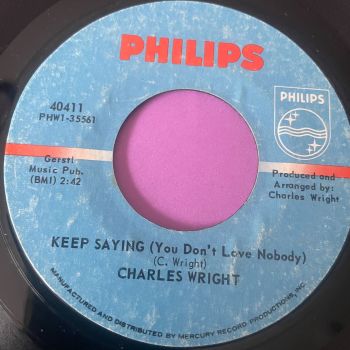 PHILIPS
40411
PHW1-35561
PHILIPS
Gerstl
Music Pub.
(BMI) 2:42
Produced and
Arranged by:
Charles Wright
KEEP SAYING (You Don't Love Nobody)
(C. Wright)
CHARLES WRIGHT
MANUFACTURED AND DISTRIBUTED BY MERCURY RECORD PRODUCTIONS, INC.